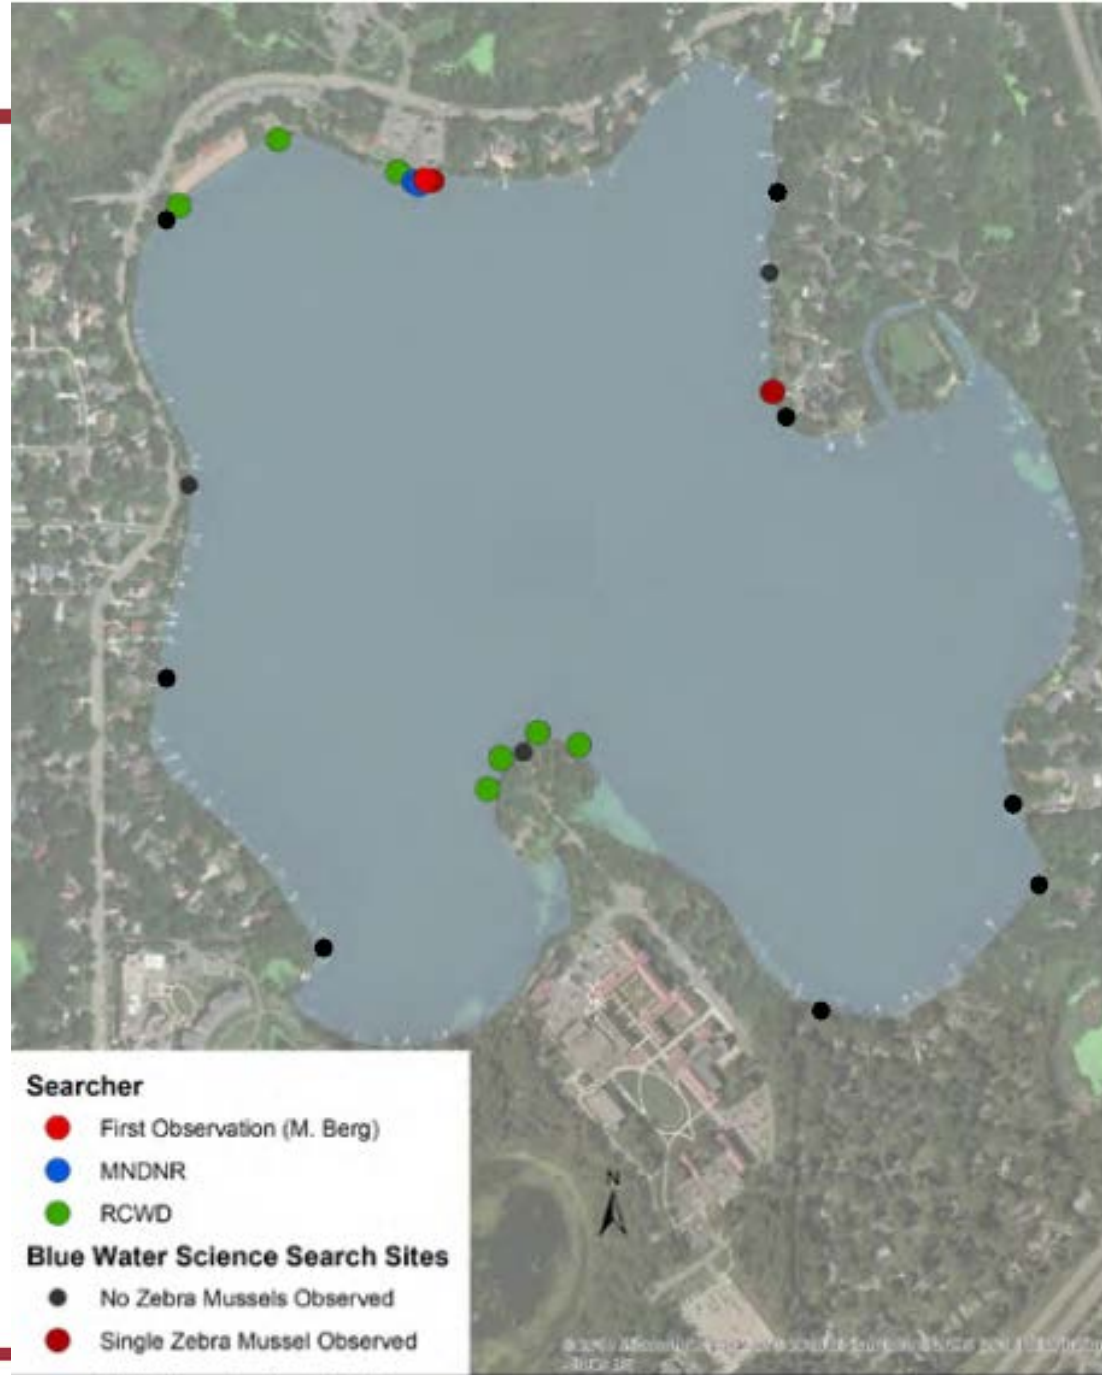 Searcher
First Observation (M. Berg)
MNDNR
RCWD
Blue Water Science Search Sites
No Zebra Mussels Observed
Single Zebra Mussel Observed
N